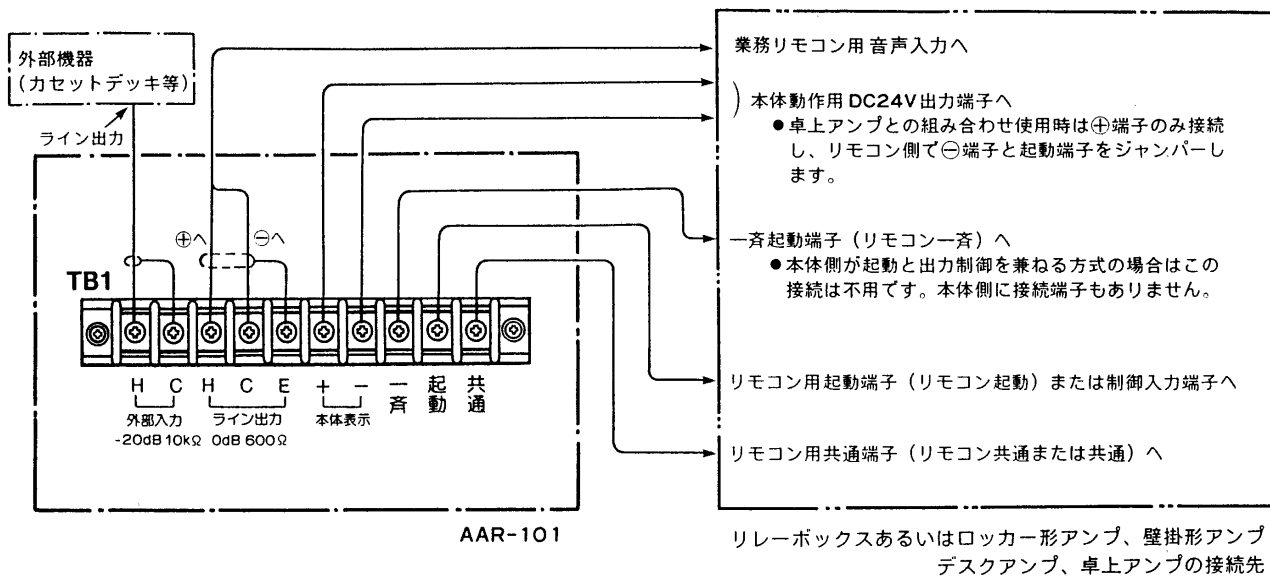 外部機器
(カセットデッキ等)
ライン出力
⊕へ ⊖へ
TB1
H C H C E + − 一斉 起動 共通
外部入力 ライン出力 本体表示
-20dB 10kΩ 0dB 600Ω
AAR-101
業務リモコン用音声入力へ
本体動作用DC24V出力端子へ
●卓上アンプとの組み合わせ使用時は⊕端子のみ接続
し、リモコン側で⊖端子と起動端子をジャンパーし
ます。
一斉起動端子（リモコン一斉）へ
●本体側が起動と出力制御を兼ねる方式の場合はこの
接続は不用です。本体側に接続端子もありません。
リモコン用起動端子（リモコン起動）または制御入力端子へ
リモコン用共通端子（リモコン共通または共通）へ
リレーボックスあるいはロッカー形アンプ、壁掛形アンプ
デスクアンプ、卓上アンプの接続先